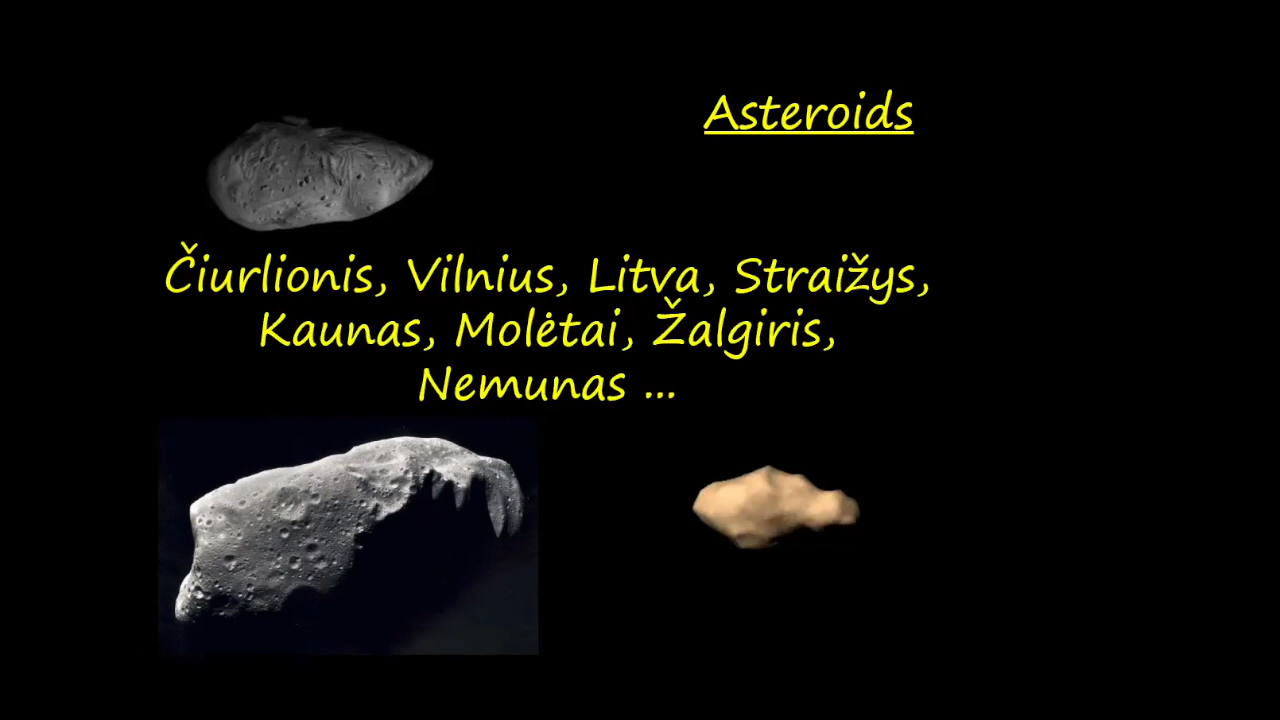 Asteroids
Čiurlionis, Vilnius, Litva, Straižys,
Kaunas, Molėtai, Žalgiris,
Nemunas ...